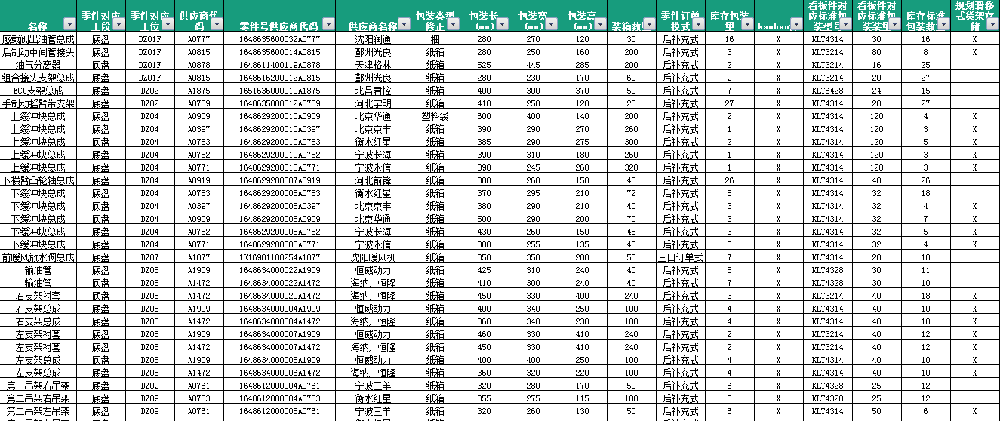 名称 零件对应工段 零件对应工位 供应商代码 零件号供应商代码 供应商名称 包装类型修正 包装长(mm) 包装宽(mm) 包装高(mm) 装箱数量 零件订单模式 库存包装量 kanban 看板件对应标准包装型号 看板件对应标准包装装量 库存标准包装数量 规划滑移式货架存储
感载阀出油管总成 底盘 DZ01F A0777 1648635600032A0777 沈阳润通 捆 280 270 120 30 后补充式 16 X KLT4314 30 16 X
后制动中间管接头 底盘 DZ01F A0815 1648635600014A0815 鄞州光良 纸箱 280 250 160 200 后补充式 3 X KLT3214 80 8 X
油气分离器 底盘 DZ01F A0878 1648611400119A0878 天津格林 纸箱 525 445 285 200 后补充式 2 X KLT3214 16 25
组合接头支架总成 底盘 DZ01F A0815 1648616200012A0815 鄞州光良 纸箱 280 230 170 60 后补充式 9 X KLT3214 20 27
ECU支架总成 底盘 DZ02 A1875 1651636000010A1875 北昌君控 纸箱 400 300 370 50 后补充式 7 X KLT6428 24 15
手制动摇臂带支架 底盘 DZ02 A0759 1648635800012A0759 河北宇明 纸箱 410 250 120 20 后补充式 27 X KLT4314 20 27
上缓冲块总成 底盘 DZ04 A0909 1648629200010A0909 北京华通 塑料袋 600 400 140 200 后补充式 2 X KLT4314 120 4 X
上缓冲块总成 底盘 DZ04 A0397 1648629200010A0397 北京京丰 纸箱 390 290 270 260 后补充式 1 X KLT4314 120 3 X
上缓冲块总成 底盘 DZ04 A0783 1648629200010A0783 衡水红星 纸箱 385 290 275 300 后补充式 2 X KLT4314 120 5 X
上缓冲块总成 底盘 DZ04 A0782 1648629200010A0782 宁波长海 纸箱 390 310 180 260 后补充式 1 X KLT4314 120 3 X
上缓冲块总成 底盘 DZ04 A0771 1648629200010A0771 宁波永信 纸箱 390 245 260 320 后补充式 1 X KLT4314 120 3 X
下横臂凸轮轴总成 底盘 DZ04 A0919 1648629200007A0919 河北前锋 纸箱 300 260 150 40 后补充式 26 X KLT4314 40 26
下缓冲块总成 底盘 DZ04 A0783 1648629200008A0783 衡水红星 纸箱 370 295 210 72 后补充式 8 X KLT4314 32 18
下缓冲块总成 底盘 DZ04 A0397 1648629200008A0397 北京京丰 纸箱 380 290 210 40 后补充式 3 X KLT4314 32 4 X
下缓冲块总成 底盘 DZ04 A0909 1648629200008A0909 北京华通 纸箱 500 290 200 70 后补充式 3 X KLT4314 32 7 X
下缓冲块总成 底盘 DZ04 A0782 1648629200008A0782 宁波长海 纸箱 430 260 150 48 后补充式 3 X KLT4314 32 5 X
下缓冲块总成 底盘 DZ04 A0771 1648629200008A0771 宁波永信 纸箱 380 255 135 40 后补充式 3 X KLT4314 32 4 X
前暖风放水阀总成 底盘 DZ07 A1077 1K16981100254A1077 沈阳暖风机 纸箱 350 350 280 50 三日订单式 7 X KLT4314 20 18
输油管 底盘 DZ08 A1909 1648634000022A1909 恒威动力 纸箱 425 310 240 40 后补充式 8 X KLT4328 30 11
输油管 底盘 DZ08 A1472 1648634000022A1472 海纳川恒隆 纸箱 410 300 240 40 后补充式 7 X KLT4328 30 10
右支架衬套 底盘 DZ08 A1472 1648634000020A1472 海纳川恒隆 纸箱 450 330 400 240 后补充式 3 X KLT3214 40 18 X
右支架总成 底盘 DZ08 A1909 1648634000004A1909 恒威动力 纸箱 400 340 250 100 后补充式 4 X KLT4314 40 10 X
右支架总成 底盘 DZ08 A1472 1648634000004A1472 海纳川恒隆 纸箱 360 340 230 100 后补充式 4 X KLT4314 40 10 X
左支架衬套 底盘 DZ08 A1909 1648634000007A1909 恒威动力 纸箱 460 330 410 240 后补充式 2 X KLT3214 40 12 X
左支架衬套 底盘 DZ08 A1472 1648634000007A1472 海纳川恒隆 纸箱 450 330 410 240 后补充式 2 X KLT3214 40 12 X
左支架总成 底盘 DZ08 A1909 1648634000006A1909 恒威动力 纸箱 400 400 250 100 后补充式 4 X KLT4314 40 10 X
左支架总成 底盘 DZ08 A1472 1648634000006A1472 海纳川恒隆 纸箱 360 320 220 100 后补充式 4 X KLT4314 40 10 X
第二吊架右吊架 底盘 DZ09 A0761 1648612000004A0761 宁波三羊 纸箱 320 280 170 50 后补充式 6 X KLT4328 25 12
第二吊架右吊架 底盘 DZ09 A0783 1648612000004A0783 衡水红星 纸箱 355 275 115 100 后补充式 3 X KLT4328 25 12
第二吊架左吊架 底盘 DZ09 A0761 1648612000005A0761 宁波三羊 纸箱 320 260 130 50 后补充式 6 X KLT4314 50 6 X